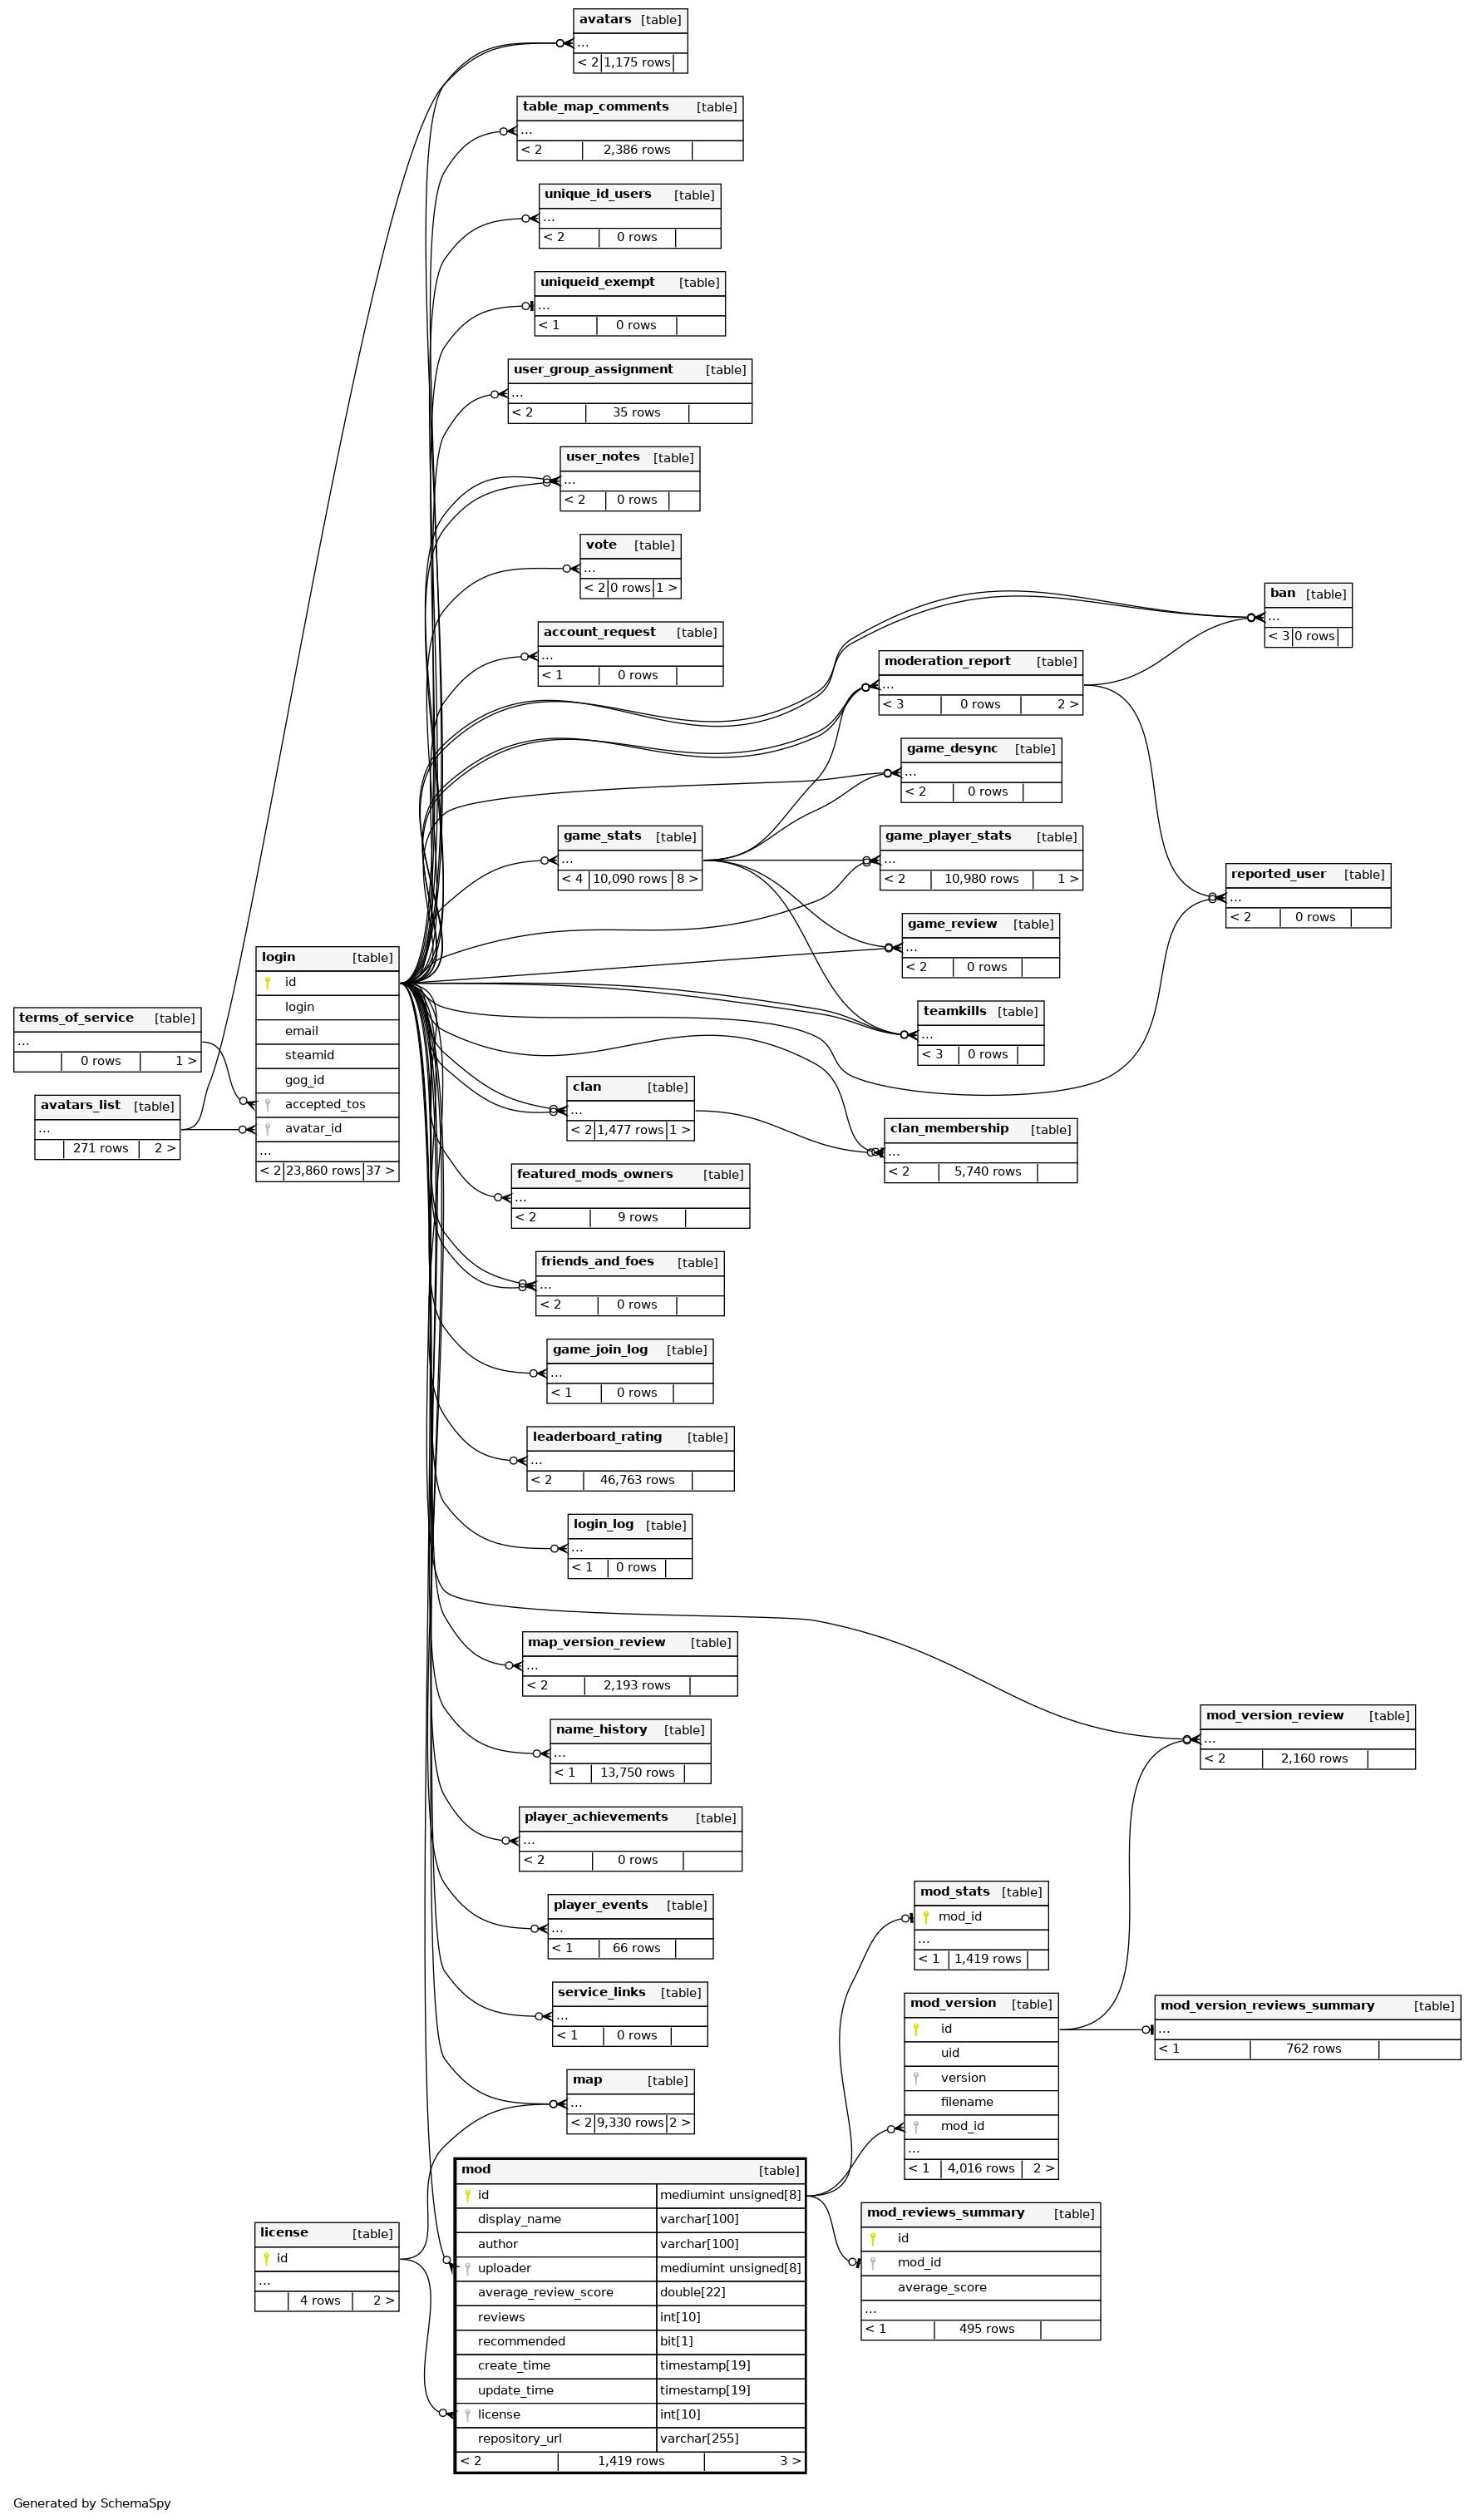 avatars [table]
...
< 2 1,175 rows
table_map_comments [table]
...
< 2 2,386 rows
unique_id_users [table]
...
< 2 0 rows
uniqueid_exempt [table]
...
< 1 0 rows
user_group_assignment [table]
...
< 2 35 rows
user_notes [table]
...
< 2 0 rows
vote [table]
...
< 2 0 rows 1 >
account_request [table]
...
< 1 0 rows
ban [table]
...
< 3 0 rows
moderation_report [table]
...
< 3 0 rows 2 >
game_desync [table]
...
< 2 0 rows
game_stats [table]
...
< 4 10,090 rows 8 >
game_player_stats [table]
...
< 2 10,980 rows 1 >
reported_user [table]
...
< 2 0 rows
game_review [table]
...
< 2 0 rows
teamkills [table]
...
< 3 0 rows
login [table]
id
login
email
steamid
gog_id
accepted_tos
avatar_id
...
< 2 23,860 rows 37 >
terms_of_service [table]
...
0 rows 1 >
avatars_list [table]
...
271 rows 2 >
clan [table]
...
< 2 1,477 rows 1 >
clan_membership [table]
...
< 2 5,740 rows
featured_mods_owners [table]
...
< 2 9 rows
friends_and_foes [table]
...
< 2 0 rows
game_join_log [table]
...
< 1 0 rows
leaderboard_rating [table]
...
< 2 46,763 rows
login_log [table]
...
< 1 0 rows
map_version_review [table]
...
< 2 2,193 rows
name_history [table]
...
< 1 13,750 rows
mod_version_review [table]
...
< 2 2,160 rows
player_achievements [table]
...
< 2 0 rows
player_events [table]
...
< 1 66 rows
mod_stats [table]
mod_id
...
< 1 1,419 rows
service_links [table]
...
< 1 0 rows
mod_version [table]
id
uid
version
filename
mod_id
...
< 1 4,016 rows 2 >
mod_version_reviews_summary [table]
...
< 1 762 rows
map [table]
...
< 2 9,330 rows 2 >
mod [table]
id mediumint unsigned[8]
display_name varchar[100]
author varchar[100]
uploader mediumint unsigned[8]
average_review_score double[22]
reviews int[10]
recommended bit[1]
create_time timestamp[19]
update_time timestamp[19]
license int[10]
repository_url varchar[255]
< 2 1,419 rows 3 >
mod_reviews_summary [table]
id
mod_id
average_score
...
< 1 495 rows
license [table]
id
...
4 rows 2 >
Generated by SchemaSpy